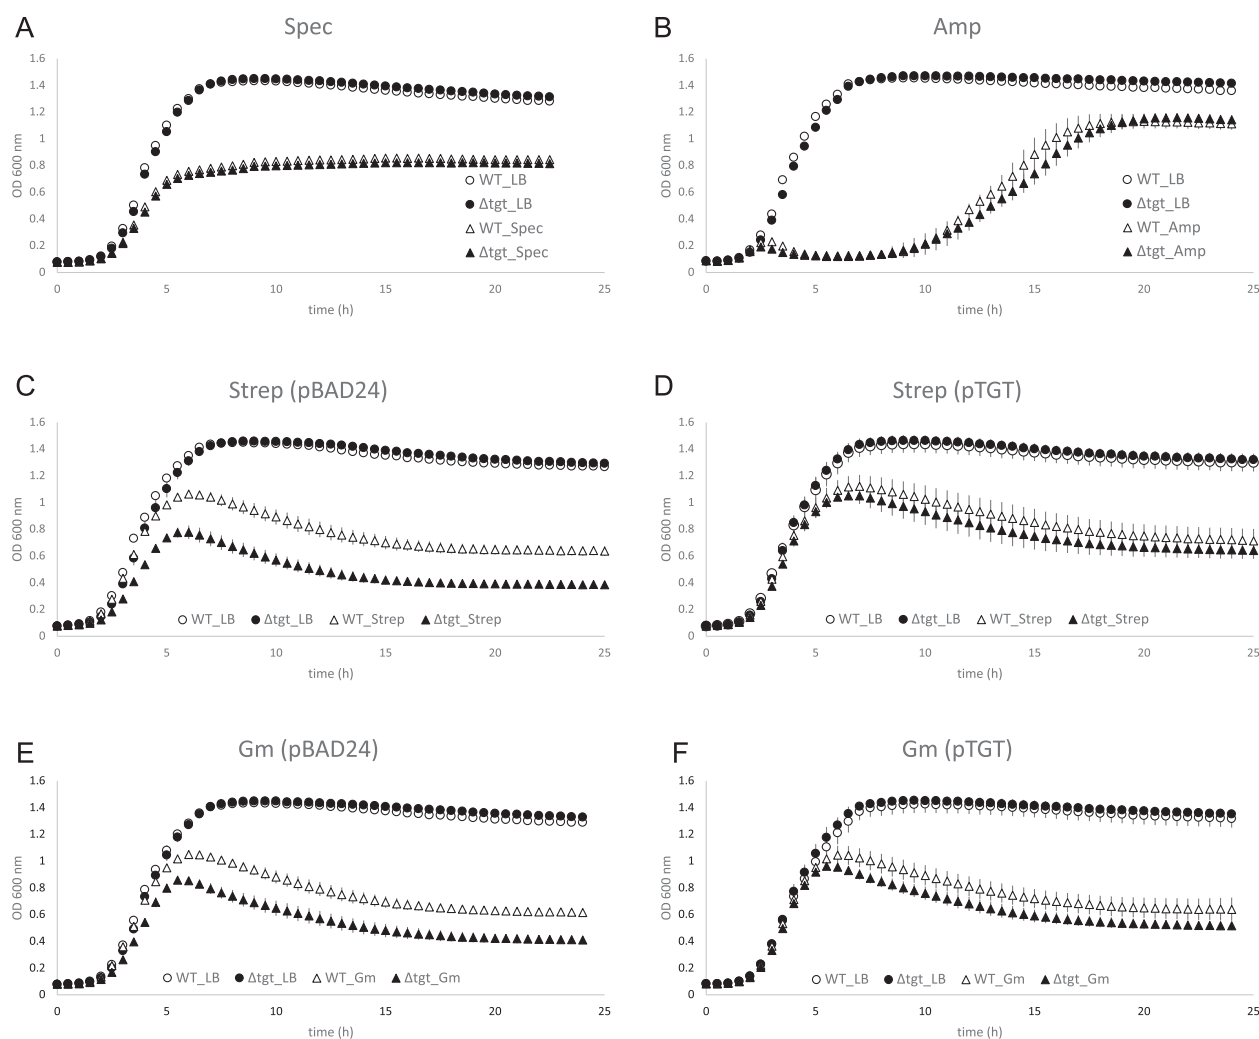 A
Spec
1.6
1.4
1.2
1
0.8
0.6
0.4
0.2
0
OD 600 nm
WT_LB
Δtgt_LB
WT_Spec
Δtgt_Spec
0 5 10 15 20 25
time (h)
B
Amp
1.6
1.4
1.2
1
0.8
0.6
0.4
0.2
0
OD 600 nm
WT_LB
Δtgt_LB
WT_Amp
Δtgt_Amp
0 5 10 15 20 25
time (h)
C
Strep (pBAD24)
1.6
1.4
1.2
1
0.8
0.6
0.4
0.2
0
OD 600 nm
WT_LB Δtgt_LB WT_Strep Δtgt_Strep
0 5 10 15 20 25
time (h)
D
Strep (pTGT)
1.6
1.4
1.2
1
0.8
0.6
0.4
0.2
0
OD 600 nm
WT_LB Δtgt_LB WT_Strep Δtgt_Strep
0 5 10 15 20 25
time (h)
E
Gm (pBAD24)
1.6
1.4
1.2
1
0.8
0.6
0.4
0.2
0
OD 600 nm
WT_LB Δtgt_LB WT_Gm Δtgt_Gm
0 5 10 15 20 25
time (h)
F
Gm (pTGT)
1.6
1.4
1.2
1
0.8
0.6
0.4
0.2
0
OD 600 nm
WT_LB Δtgt_LB WT_Gm Δtgt_Gm
0 5 10 15 20 25
time (h)